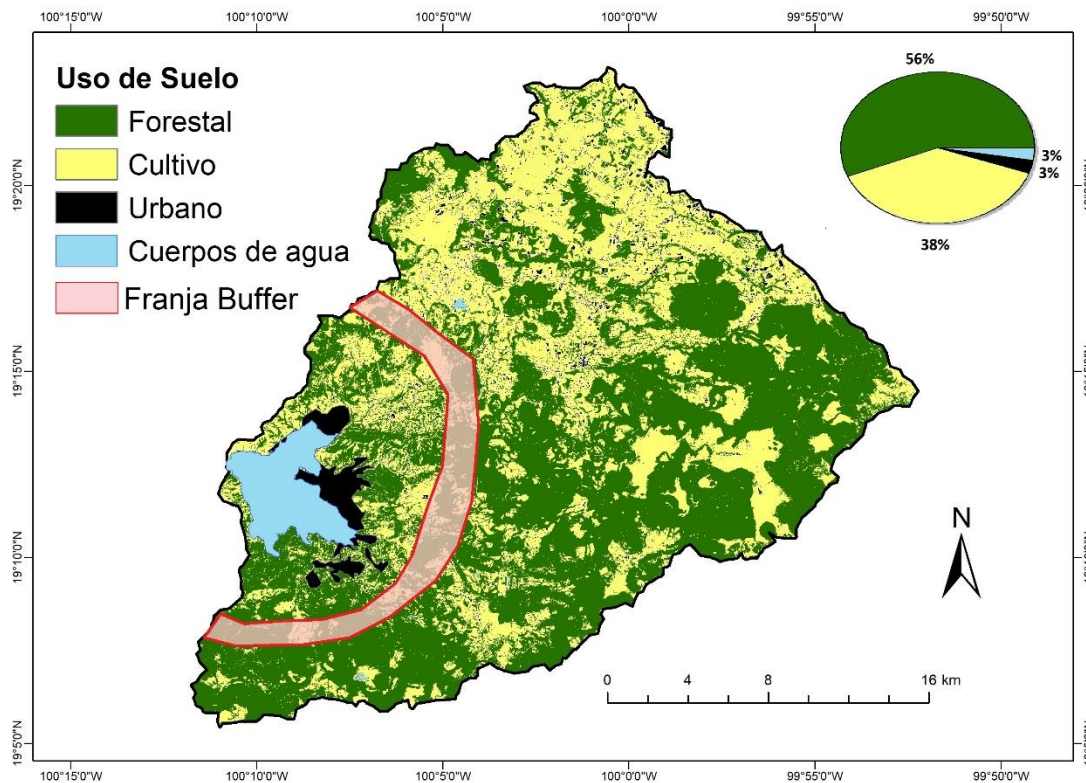 100°15'0"W 100°10'0"W 100°5'0"W 100°0'0"W 99°55'0"W 99°50'0"W
Uso de Suelo
Forestal
Cultivo
Urbano
Cuerpos de agua
Franja Buffer
56%
3%
3%
38%
19°20'0"N
19°15'0"N
19°10'0"N
19°5'0"N
N
0 4 8 16 km
100°15'0"W 100°10'0"W 100°5'0"W 100°0'0"W 99°55'0"W 99°50'0"W